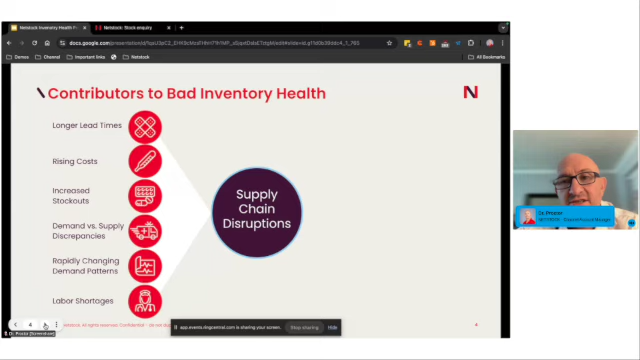 Netstock Inventory Health F
Netstock: Stock enquiry
Demos
Channel
Important links
Netstock
All Bookmarks
Contributors to Bad Inventory Health
N
Longer Lead Times
Rising Costs
Increased
Stockouts
Demand vs. Supply
Discrepancies
Rapidly Changing
Demand Patterns
Labor Shortages
Supply
Chain
Disruptions
4
app.events.ringcentral.com is sharing your screen.
Stop sharing
Hide